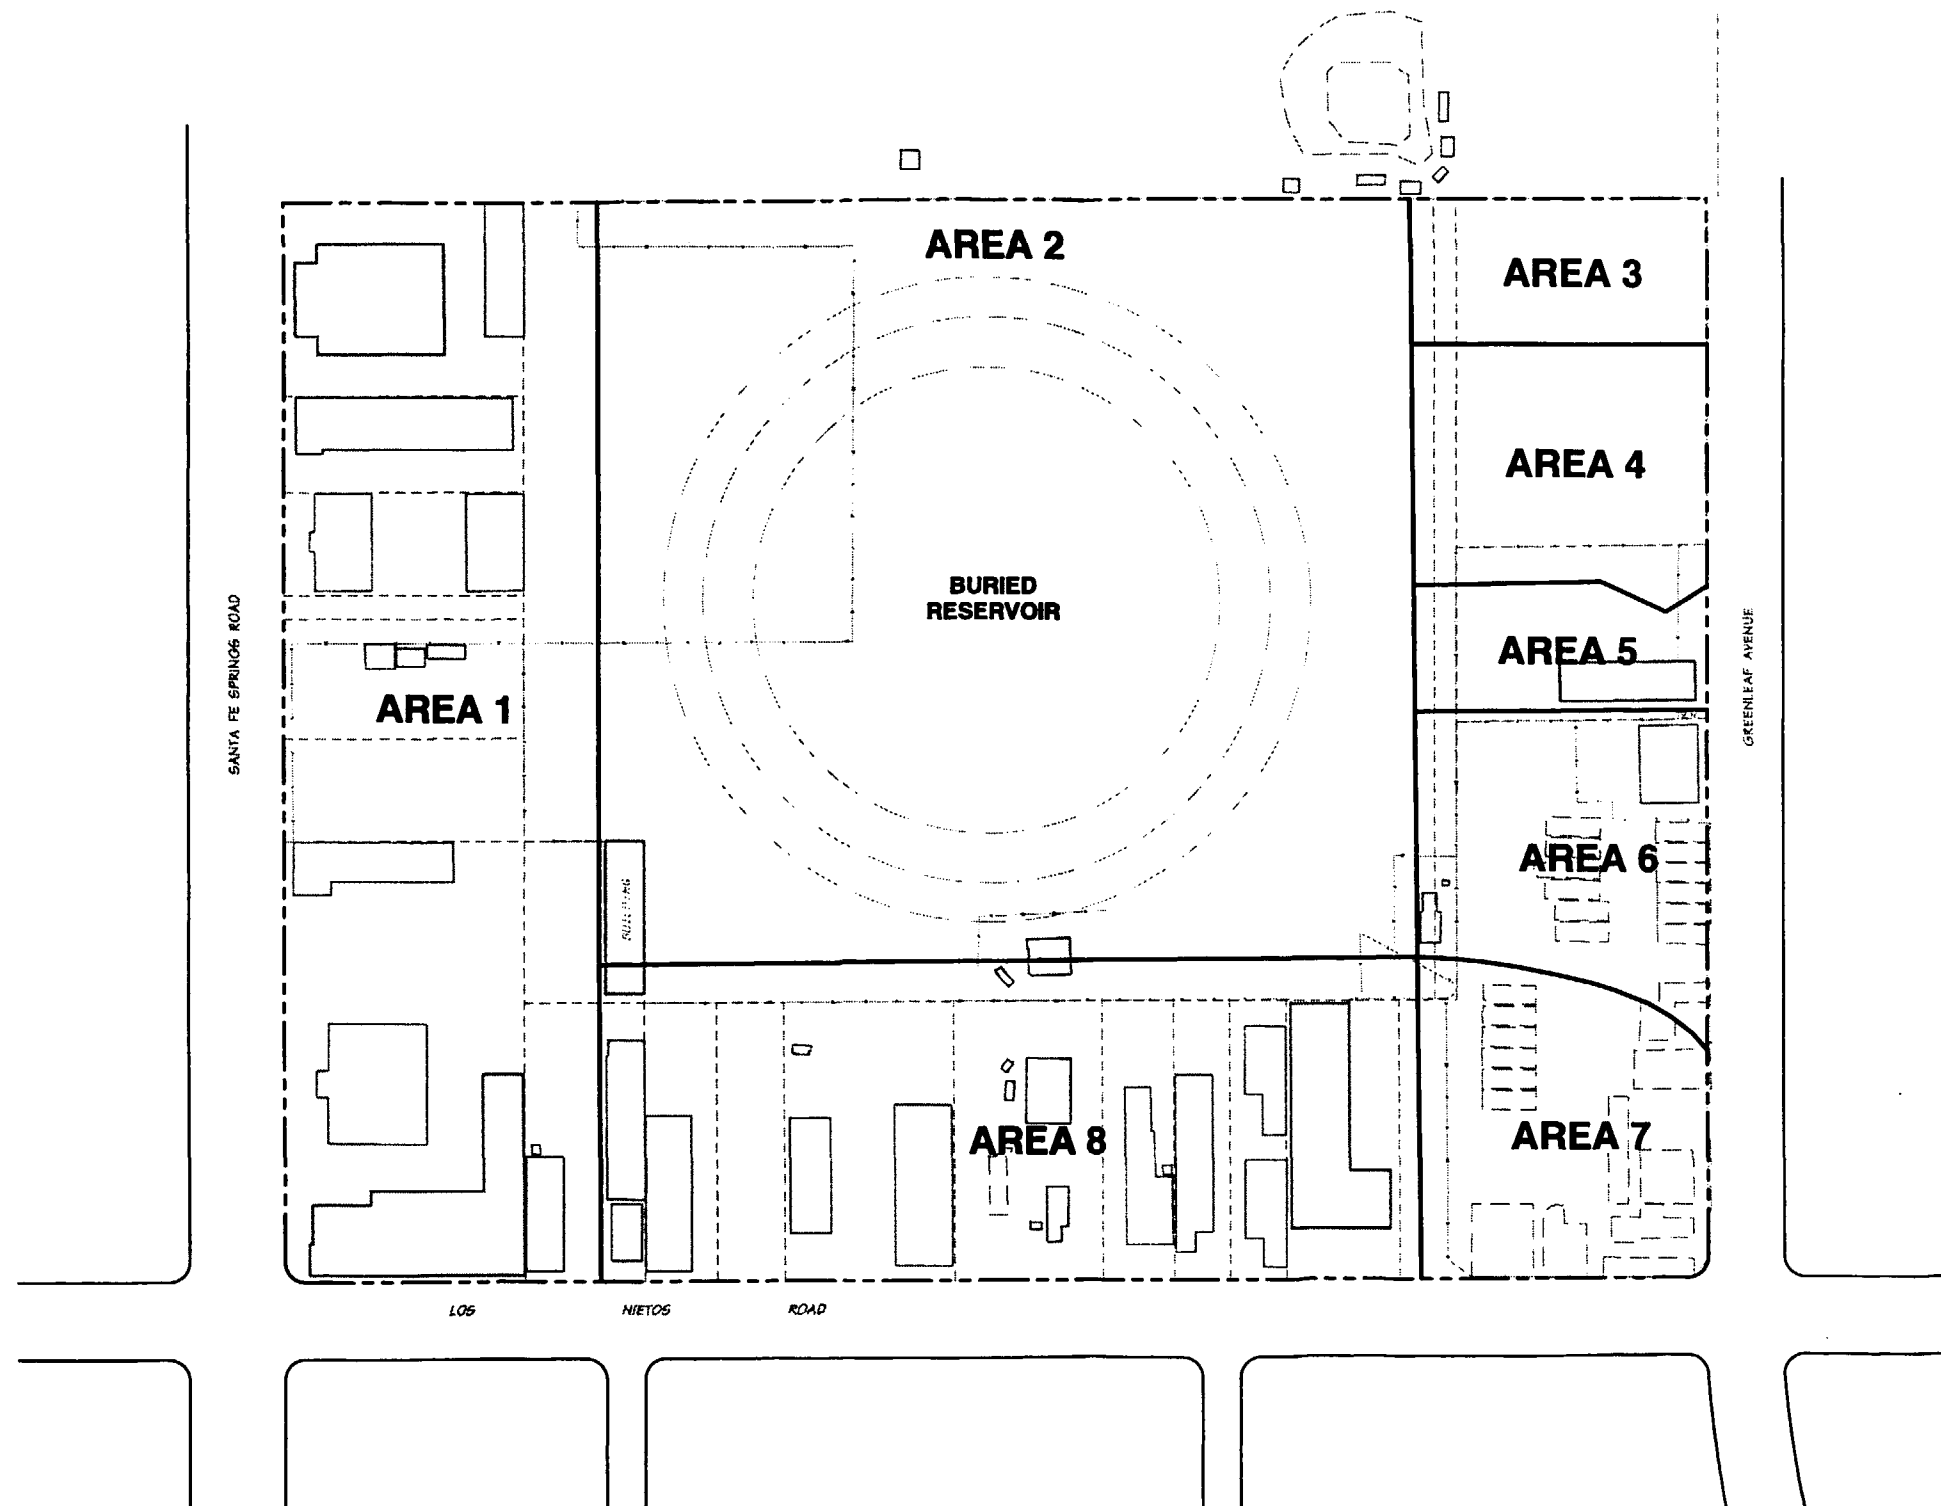 AREA 2
AREA 3
AREA 4
BURIED
RESERVOIR
SANTA FE SPRINGS ROAD
GREENLEAF AVENUE
AREA 5
AREA 1
AREA 6
BUILDING
AREA 8
AREA 7
LOS NIETOS ROAD